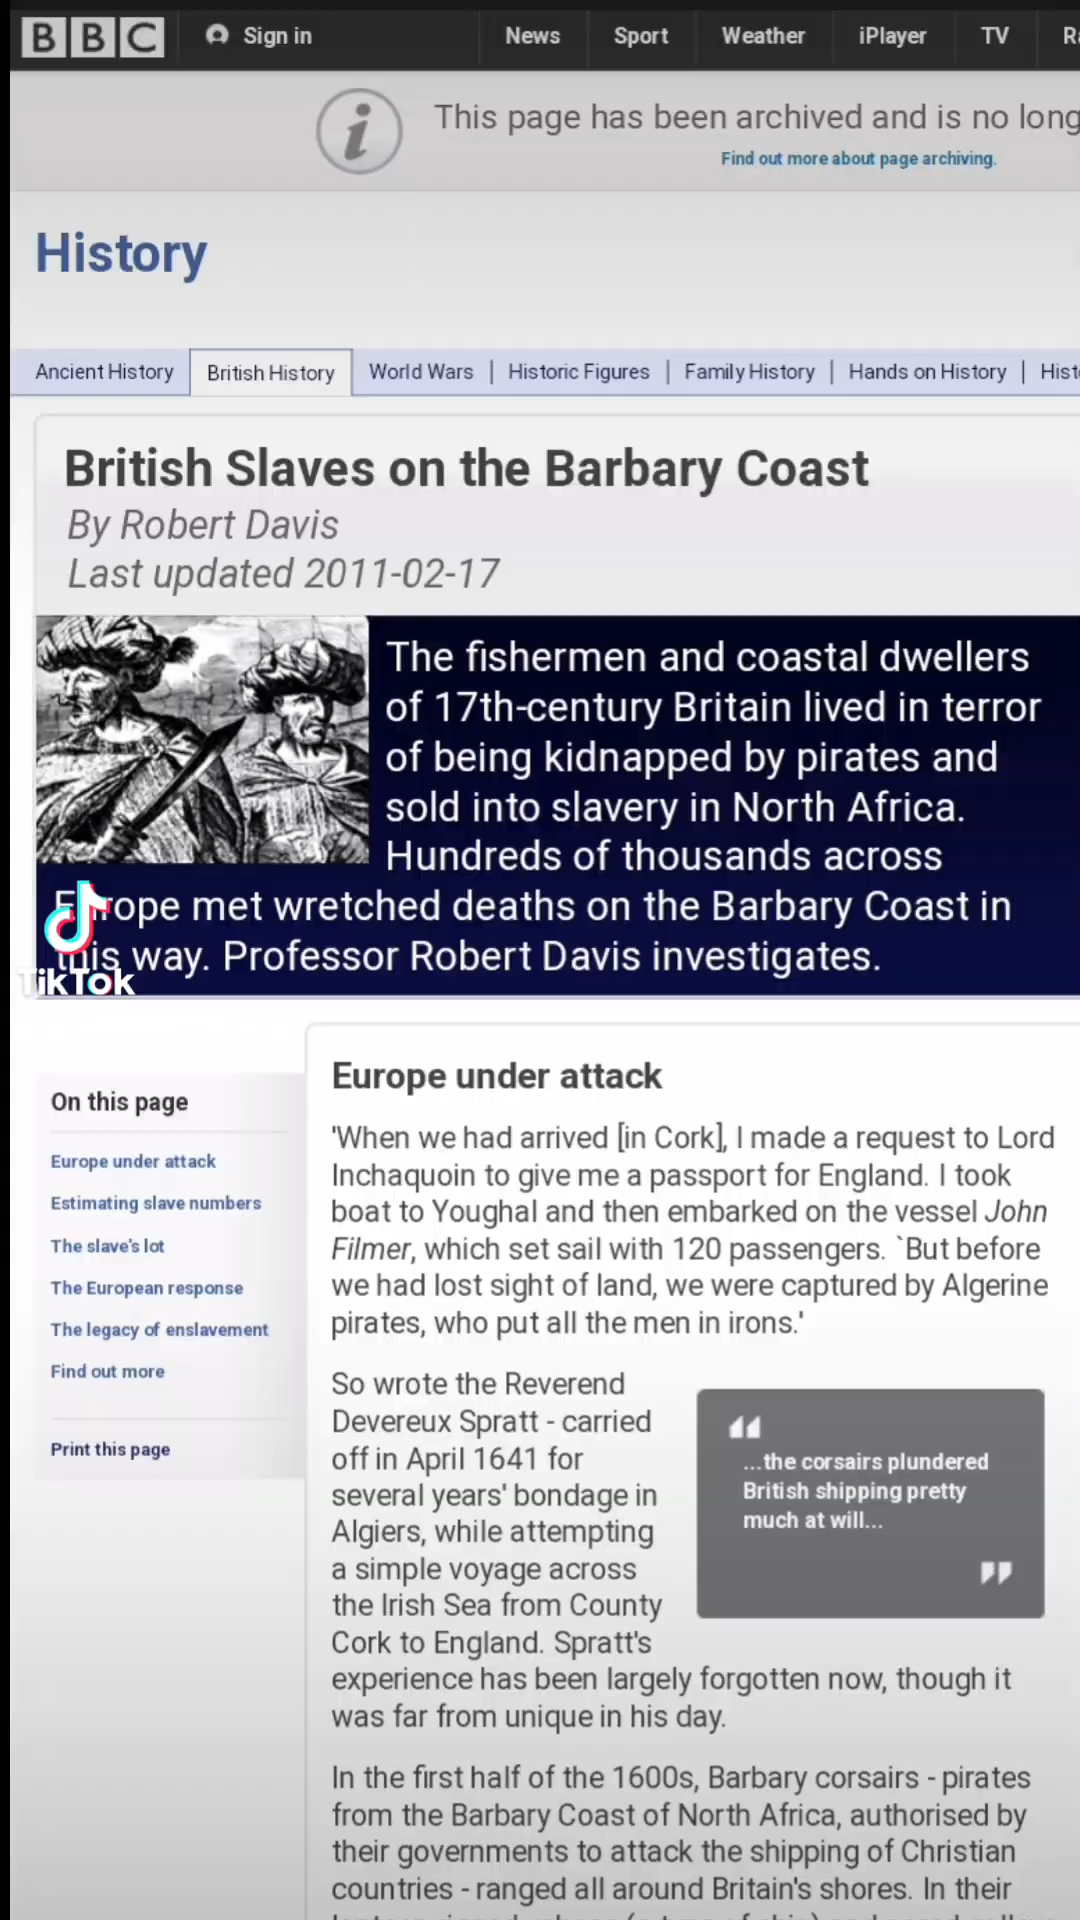 BBC Sign in News Sport Weather iPlayer TV
This page has been archived and is no long
Find out more about page archiving.
History
Ancient History British History World Wars | Historic Figures | Family History | Hands on History |
British Slaves on the Barbary Coast
By Robert Davis
Last updated 2011-02-17
The fishermen and coastal dwellers
of 17th-century Britain lived in terror
of being kidnapped by pirates and
sold into slavery in North Africa.
Hundreds of thousands across
Europe met wretched deaths on the Barbary Coast in
this way. Professor Robert Davis investigates.
TikTok
On this page
Europe under attack
Estimating slave numbers
The slave's lot
The European response
The legacy of enslavement
Find out more
Print this page
Europe under attack
'When we had arrived [in Cork], I made a request to Lord
Inchaquoin to give me a passport for England. I took
boat to Youghal and then embarked on the vessel John
Filmer, which set sail with 120 passengers. `But before
we had lost sight of land, we were captured by Algerine
pirates, who put all the men in irons.'
So wrote the Reverend
Devereux Spratt - carried
off in April 1641 for
several years' bondage in
Algiers, while attempting
a simple voyage across
the Irish Sea from County
Cork to England. Spratt's
experience has been largely forgotten now, though it
was far from unique in his day.
“
...the corsairs plundered
British shipping pretty
much at will...
”
In the first half of the 1600s, Barbary corsairs - pirates
from the Barbary Coast of North Africa, authorised by
their governments to attack the shipping of Christian
countries - ranged all around Britain's shores. In their